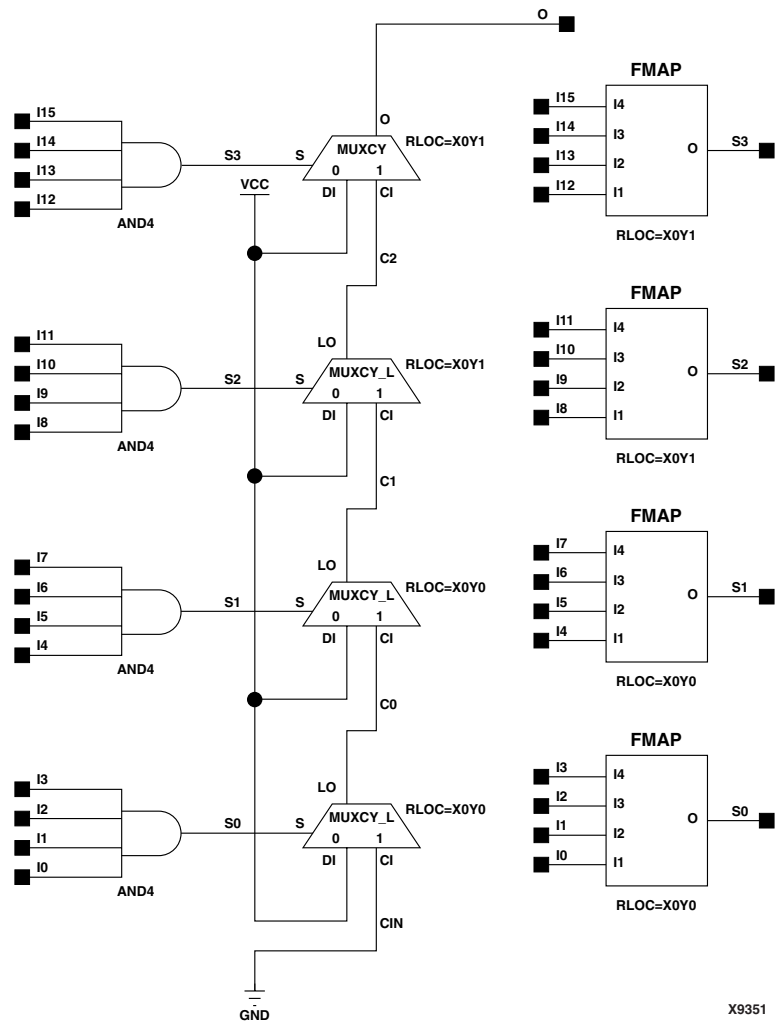 O
FMAP
I15
I14
I13
I12
AND4
S3
S
O
MUXCY
0 1
RLOC=X0Y1
VCC
DI
CI
C2
I15
I14
I13
I12
I4
I3
I2
I1
O
S3
RLOC=X0Y1
FMAP
I11
I10
I9
I8
AND4
S2
S
LO
MUXCY_L
0 1
RLOC=X0Y1
DI
CI
C1
I11
I10
I9
I8
I4
I3
I2
I1
O
S2
RLOC=X0Y1
FMAP
I7
I6
I5
I4
AND4
S1
S
LO
MUXCY_L
0 1
RLOC=X0Y0
DI
CI
C0
I7
I6
I5
I4
I4
I3
I2
I1
O
S1
RLOC=X0Y0
FMAP
I3
I2
I1
I0
AND4
S0
S
LO
MUXCY_L
0 1
RLOC=X0Y0
DI
CI
CIN
GND
I3
I2
I1
I0
I4
I3
I2
I1
O
S0
RLOC=X0Y0
X9351